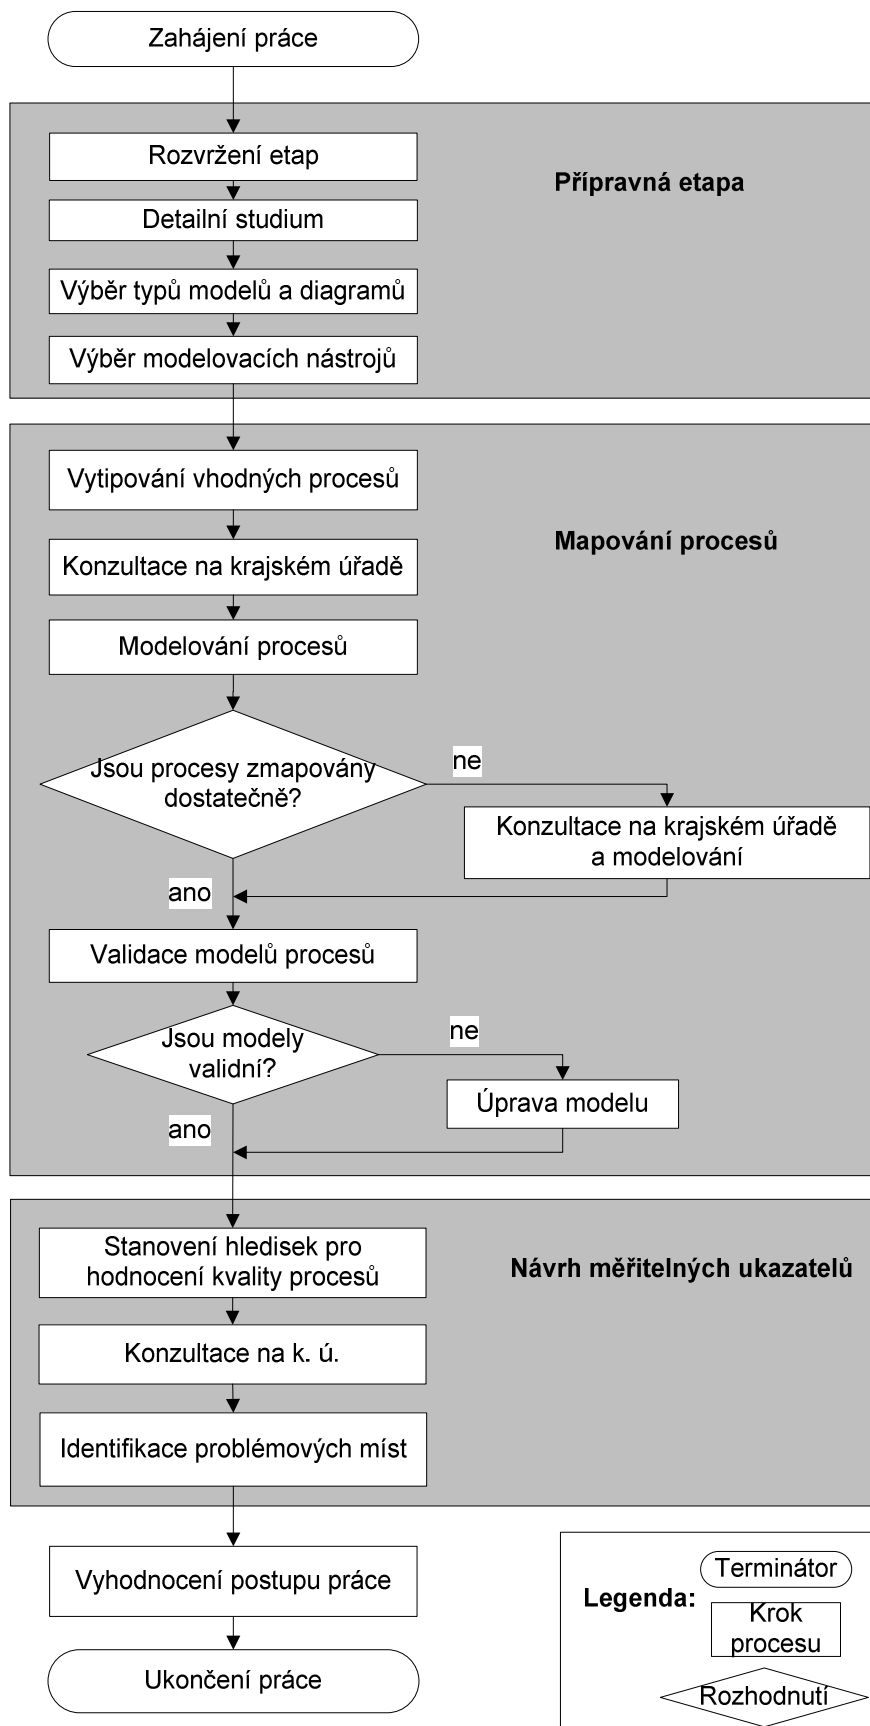 Zahájení práce
Rozvržení etap
Přípravná etapa
Detailní studium
Výběr typů modelů a diagramů
Výběr modelovacích nástrojů
Vytipování vhodných procesů
Mapování procesů
Konzultace na krajském úřadě
Modelování procesů
Jsou procesy zmapovány
dostatečně?
ne
Konzultace na krajském úřadě
a modelování
ano
Validace modelů procesů
Jsou modely
validní?
ne
Úprava modelu
ano
Stanovení hledisek pro
hodnocení kvality procesů
Návrh měřitelných ukazatelů
Konzultace na k. ú.
Identifikace problémových míst
Vyhodnocení postupu práce
Ukončení práce
Legenda:
Terminátor
Krok
procesu
Rozhodnutí